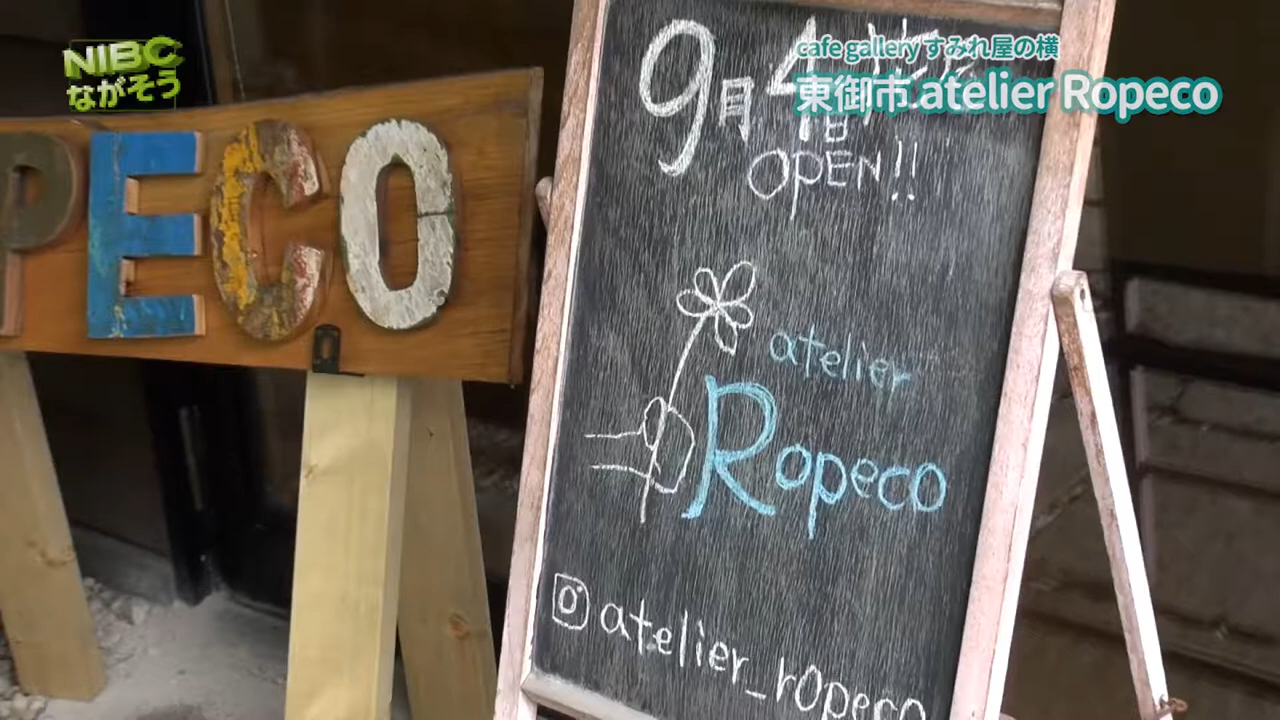 NBC
ながそう
cafe gallery すみれ屋の横
東御市 atelier Ropeco
PECO
9月4日
OPEN!!
atelier
Ropeco
atelier_ropeco